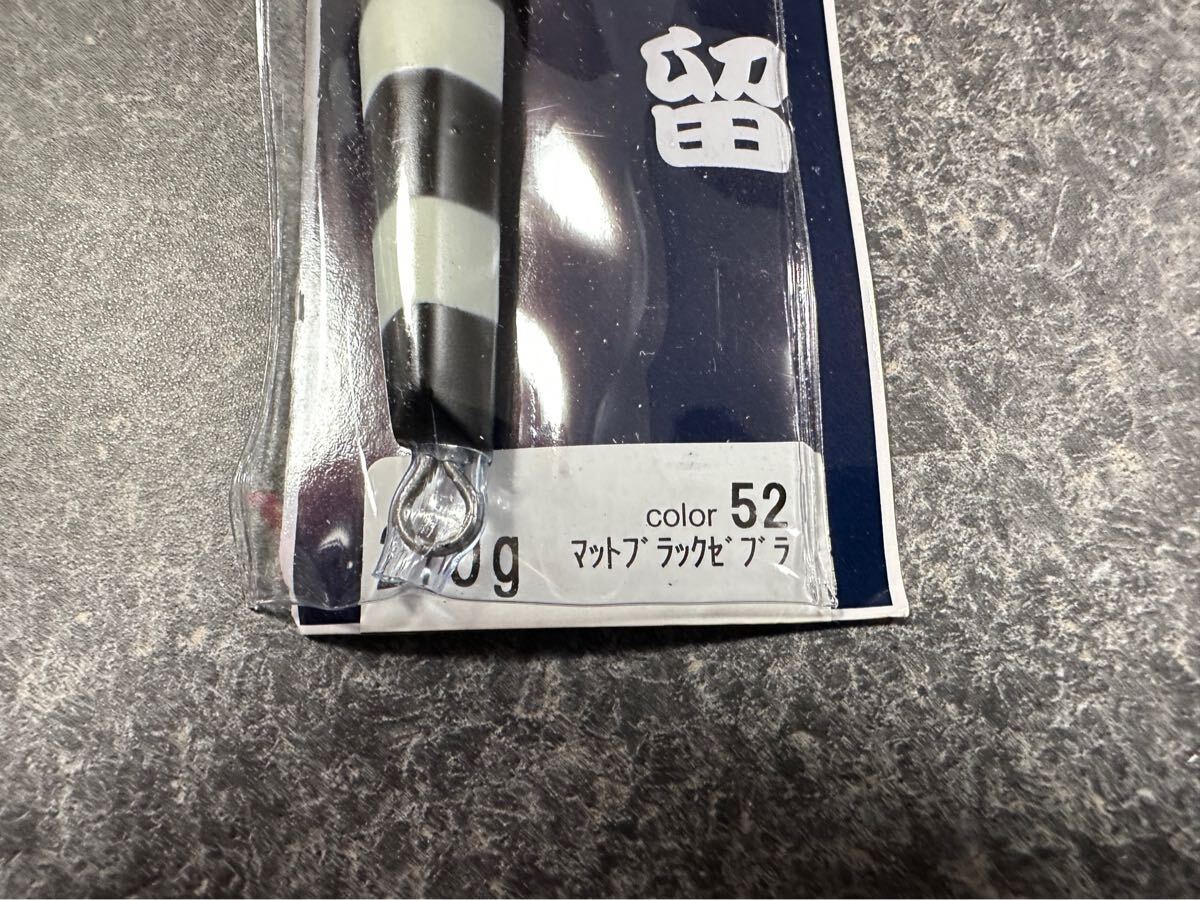 留
color 52
ﾏｯﾄﾌﾞﾗｯｸｾﾞﾌﾞﾗ